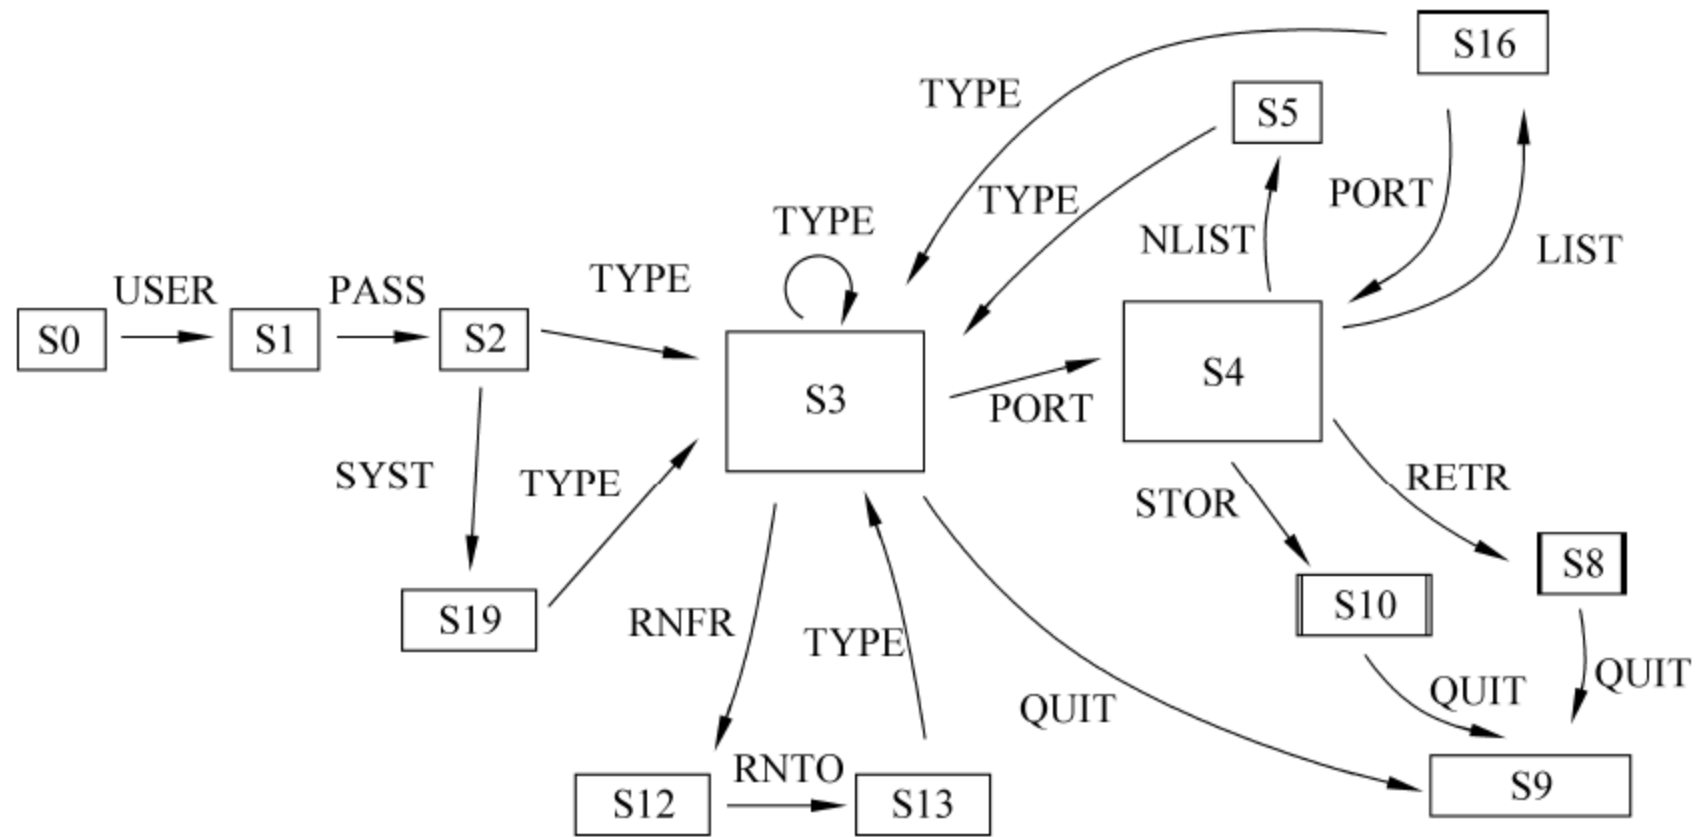 S16
TYPE
S5
TYPE
PORT
TYPE
NLIST
LIST
USER
PASS
TYPE
S0
S1
S2
S3
S4
PORT
SYST
TYPE
STOR
RETR
S19
RNFR
TYPE
S10
S8
QUIT
QUIT
QUIT
S12
RNTO
S13
S9